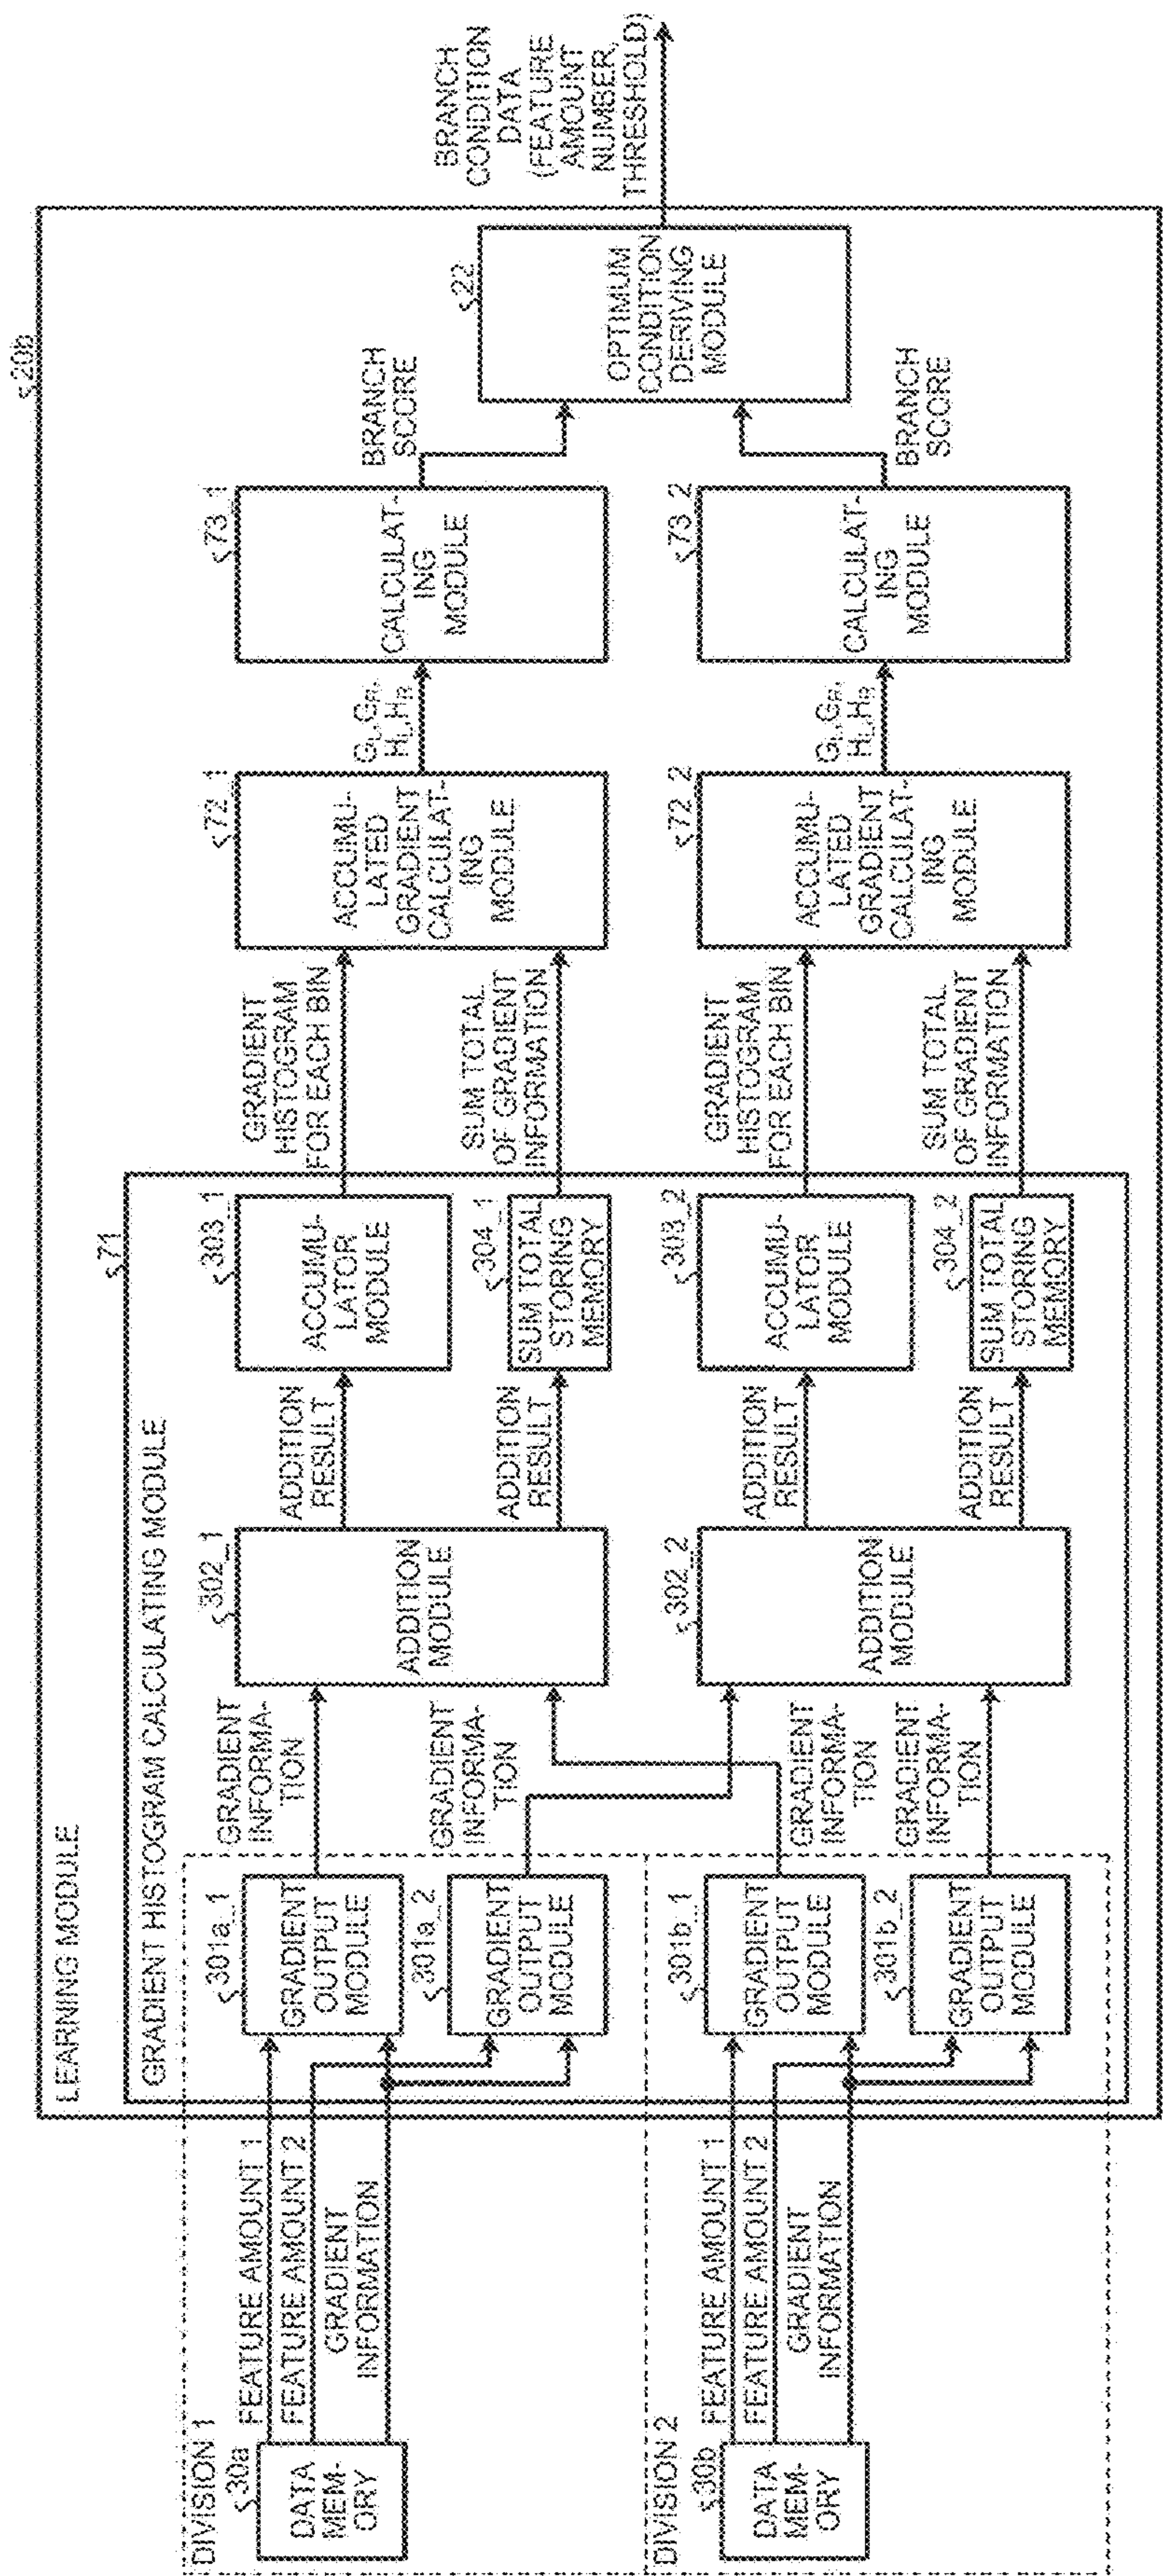 LEARNING MODULE
20b
GRADIENT HISTOGRAM CALCULATING MODULE
71
DIVISION 1
30a
DATA
MEM-
ORY
FEATURE AMOUNT 1
FEATURE AMOUNT 2
GRADIENT
INFORMATION
301a_1
GRADIENT
OUTPUT
MODULE
301a_2
GRADIENT
OUTPUT
MODULE
GRADIENT
INFORMA-
TION
GRADIENT
INFORMA-
TION
302_1
ADDITION
MODULE
ADDITION
RESULT
ADDITION
RESULT
303_1
ACCUMU-
LATOR
MODULE
304_1
SUM TOTAL
STORING
MEMORY
GRADIENT
HISTOGRAM
FOR EACH BIN
SUM TOTAL
OF GRADIENT
INFORMATION
72_1
ACCUMU-
LATED
GRADIENT
CALCULAT-
ING
MODULE
GL,GR,
HL,HR
73_1
CALCULAT-
ING
MODULE
BRANCH
SCORE
22
OPTIMUM
CONDITION
DERIVING
MODULE
BRANCH
CONDITION
DATA
(FEATURE
AMOUNT
NUMBER,
THRESHOLD)
DIVISION 2
30b
DATA
MEM-
ORY
FEATURE AMOUNT 1
FEATURE AMOUNT 2
GRADIENT
INFORMATION
301b_1
GRADIENT
OUTPUT
MODULE
301b_2
GRADIENT
OUTPUT
MODULE
GRADIENT
INFORMA-
TION
GRADIENT
INFORMA-
TION
302_2
ADDITION
MODULE
ADDITION
RESULT
ADDITION
RESULT
303_2
ACCUMU-
LATOR
MODULE
304_2
SUM TOTAL
STORING
MEMORY
GRADIENT
HISTOGRAM
FOR EACH BIN
SUM TOTAL
OF GRADIENT
INFORMATION
72_2
ACCUMU-
LATED
GRADIENT
CALCULAT-
ING
MODULE
GL,GR,
HL,HR
73_2
CALCULAT-
ING
MODULE
BRANCH
SCORE